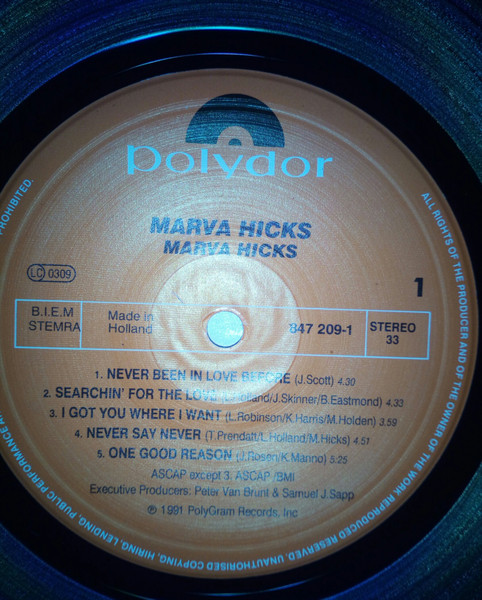 polydor
MARVA HICKS
MARVA HICKS
LC 0309
1
B.I.E.M
STEMRA
Made in
Holland
847 209-1
STEREO
33
1. NEVER BEEN IN LOVE BEFORE (J.Scott) 4.30
2. SEARCHIN' FOR THE LOVE Holland/J.Skinner/B.Eastmond) 4.33
3. I GOT YOU WHERE I WANT (L.Robinson/K.Harris/M.Holden) 3.59
4. NEVER SAY NEVER (T.Prendatt/L.Holland/M.Hicks) 4.51
5. ONE GOOD REASON (J.Rosen/K.Manno) 5:25
ASCAP except 3. ASCAP /BMI
Executive Producers: Peter Van Brunt & Samuel J.Sapp
℗ 1991 PolyGram Records, Inc
ALL RIGHTS OF THE PRODUCER AND OF THE OWNER OF THE WORK REPRODUCED RESERVED. UNAUTHORISED COPYING, HIRING, LENDING, PUBLIC PERFORMANCE PROHIBITED.